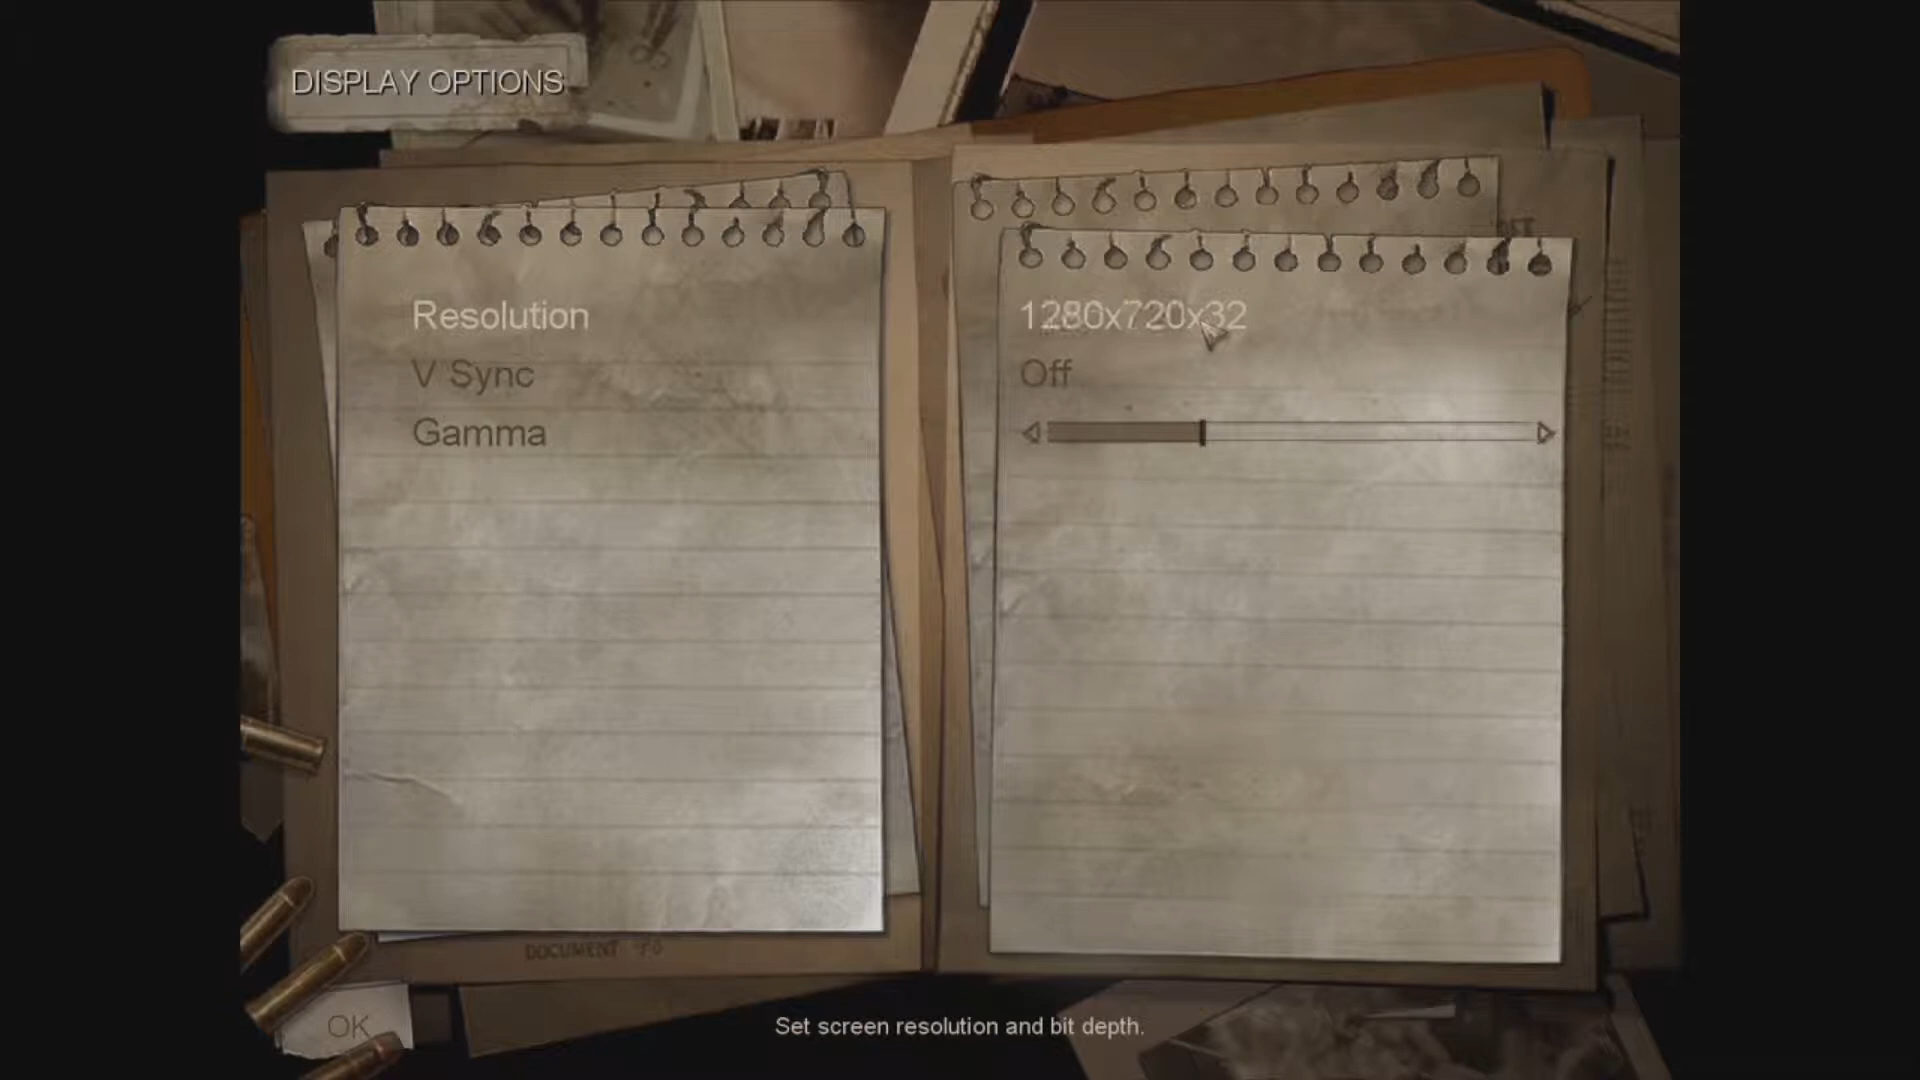 DISPLAY OPTIONS
Resolution
1280x720x32
V Sync
Off
Gamma
DOCUMENT
OK
Set screen resolution and bit depth.